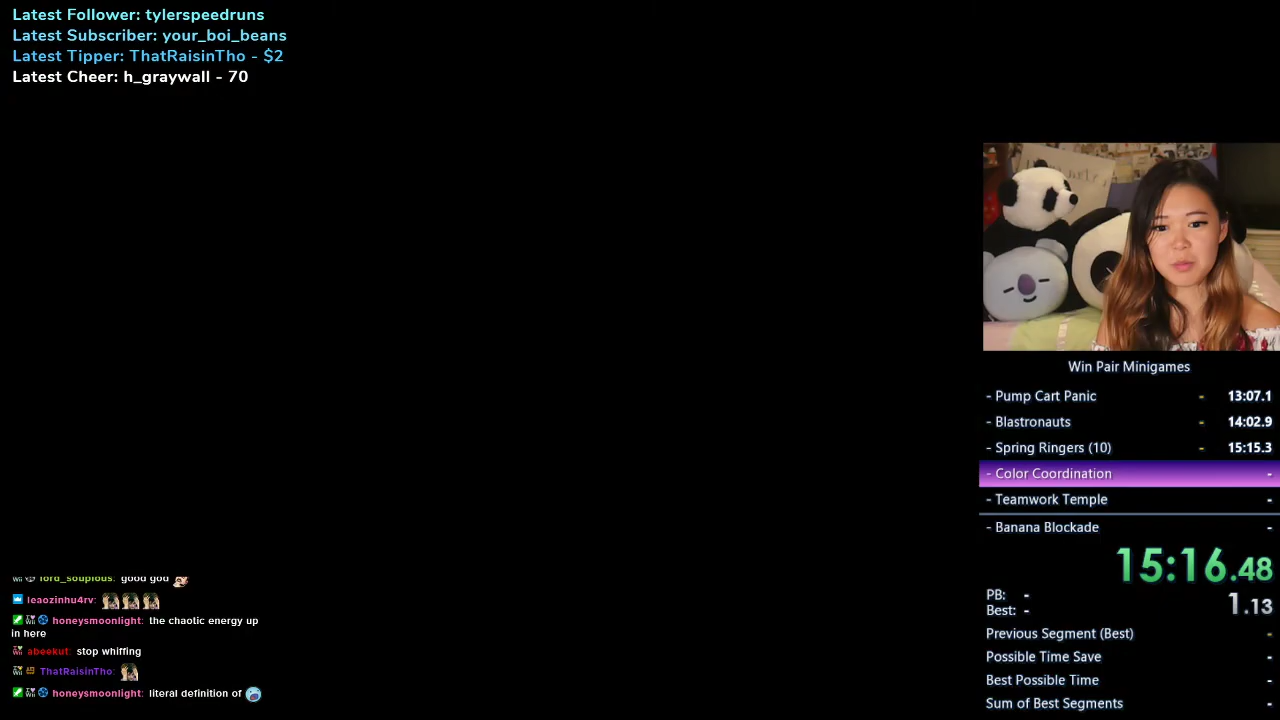 Latest Follower: tylerspeedruns
Latest Subscriber: your_boi_beans
Latest Tipper: ThatRaisinTho - $2
Latest Cheer: h_graywall - 70
Win Pair Minigames
- Pump Cart Panic - 13:07.1
- Blastronauts - 14:02.9
- Spring Ringers (10) - 15:15.3
- Color Coordination -
- Teamwork Temple -
- Banana Blockade -
15:16.48
PB: -
Best: -
1.13
Previous Segment (Best) -
Possible Time Save -
Best Possible Time -
Sum of Best Segments -
lord_soupious: good god
leaozinhu4rv:
honeysmoonlight: the chaotic energy up
in here
abeekut: stop whiffing
ThatRaisinTho:
honeysmoonlight: literal definition of